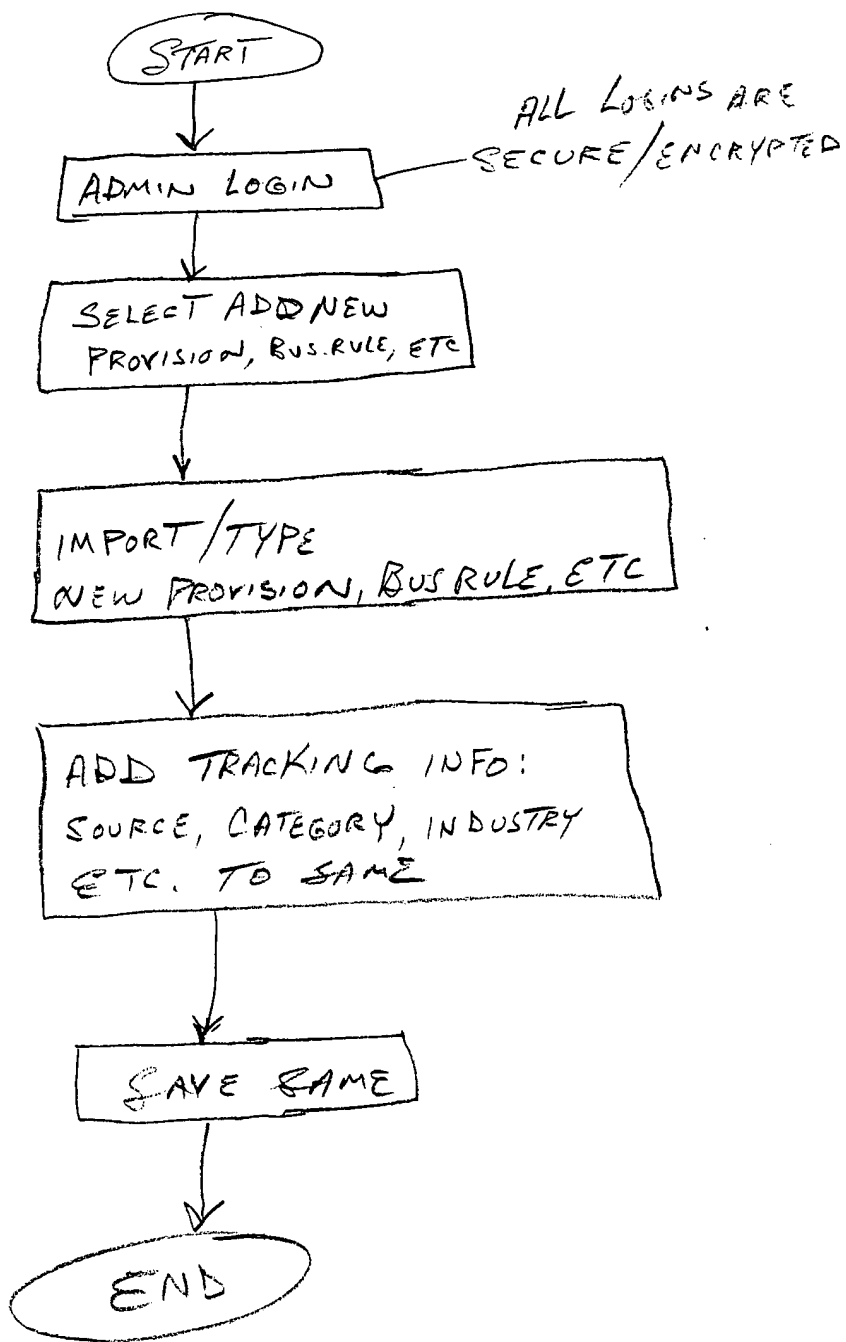 START
ALL LOGINS ARE
SECURE/ENCRYPTED
ADMIN LOGIN
SELECT ADD NEW
PROVISION, BUS. RULE, ETC
IMPORT/TYPE
NEW PROVISION, BUS RULE, ETC
ADD TRACKING INFO:
SOURCE, CATEGORY, INDUSTRY
ETC. TO SAME
SAVE SAME
END